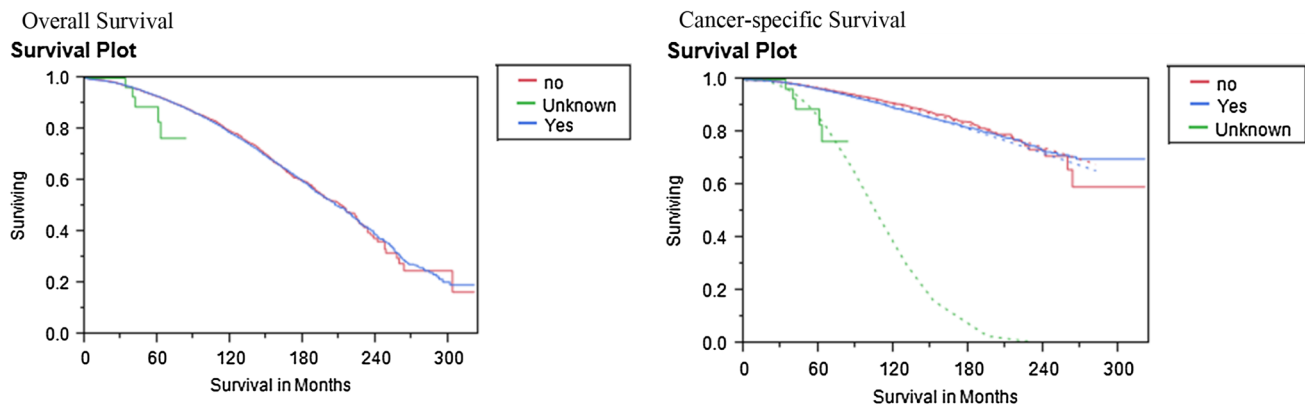 Overall Survival
Survival Plot
1.0
0.8
0.6
0.4
0.2
0.0
Surviving
0 60 120 180 240 300
Survival in Months
no
Unknown
Yes
Cancer-specific Survival
Survival Plot
1.0
0.8
0.6
0.4
0.2
0.0
Surviving
0 60 120 180 240 300
Survival in Months
no
Yes
Unknown